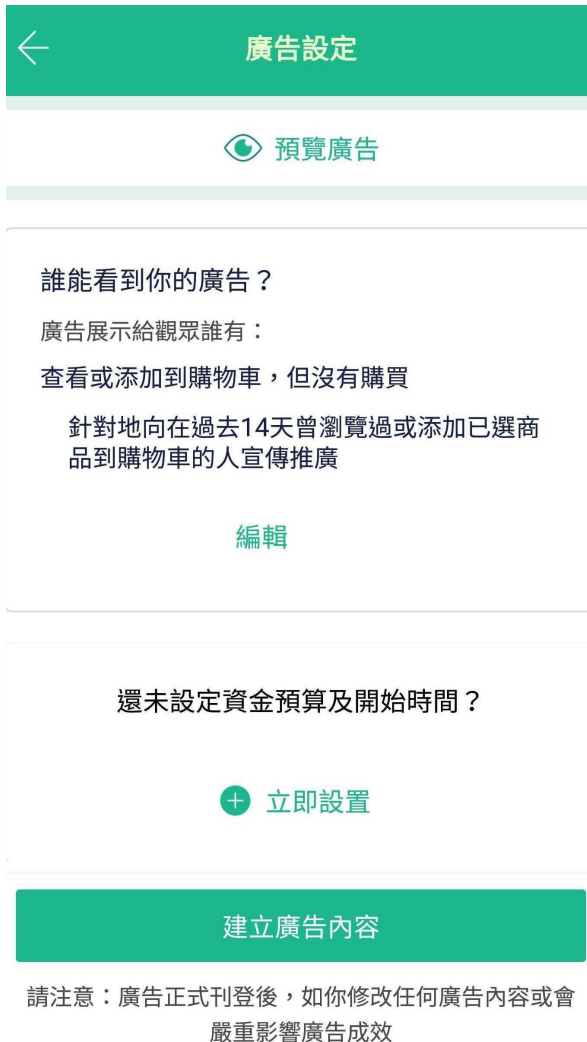 廣告設定
預覽廣告
誰能看到你的廣告？
廣告展示給觀眾誰有：
查看或添加到購物車，但沒有購買
針對地向在過去14天曾瀏覽過或添加已選商
品到購物車的人宣傳推廣
編輯
還未設定資金預算及開始時間？
立即設置
建立廣告內容
請注意：廣告正式刊登後，如你修改任何廣告內容或會
嚴重影響廣告成效